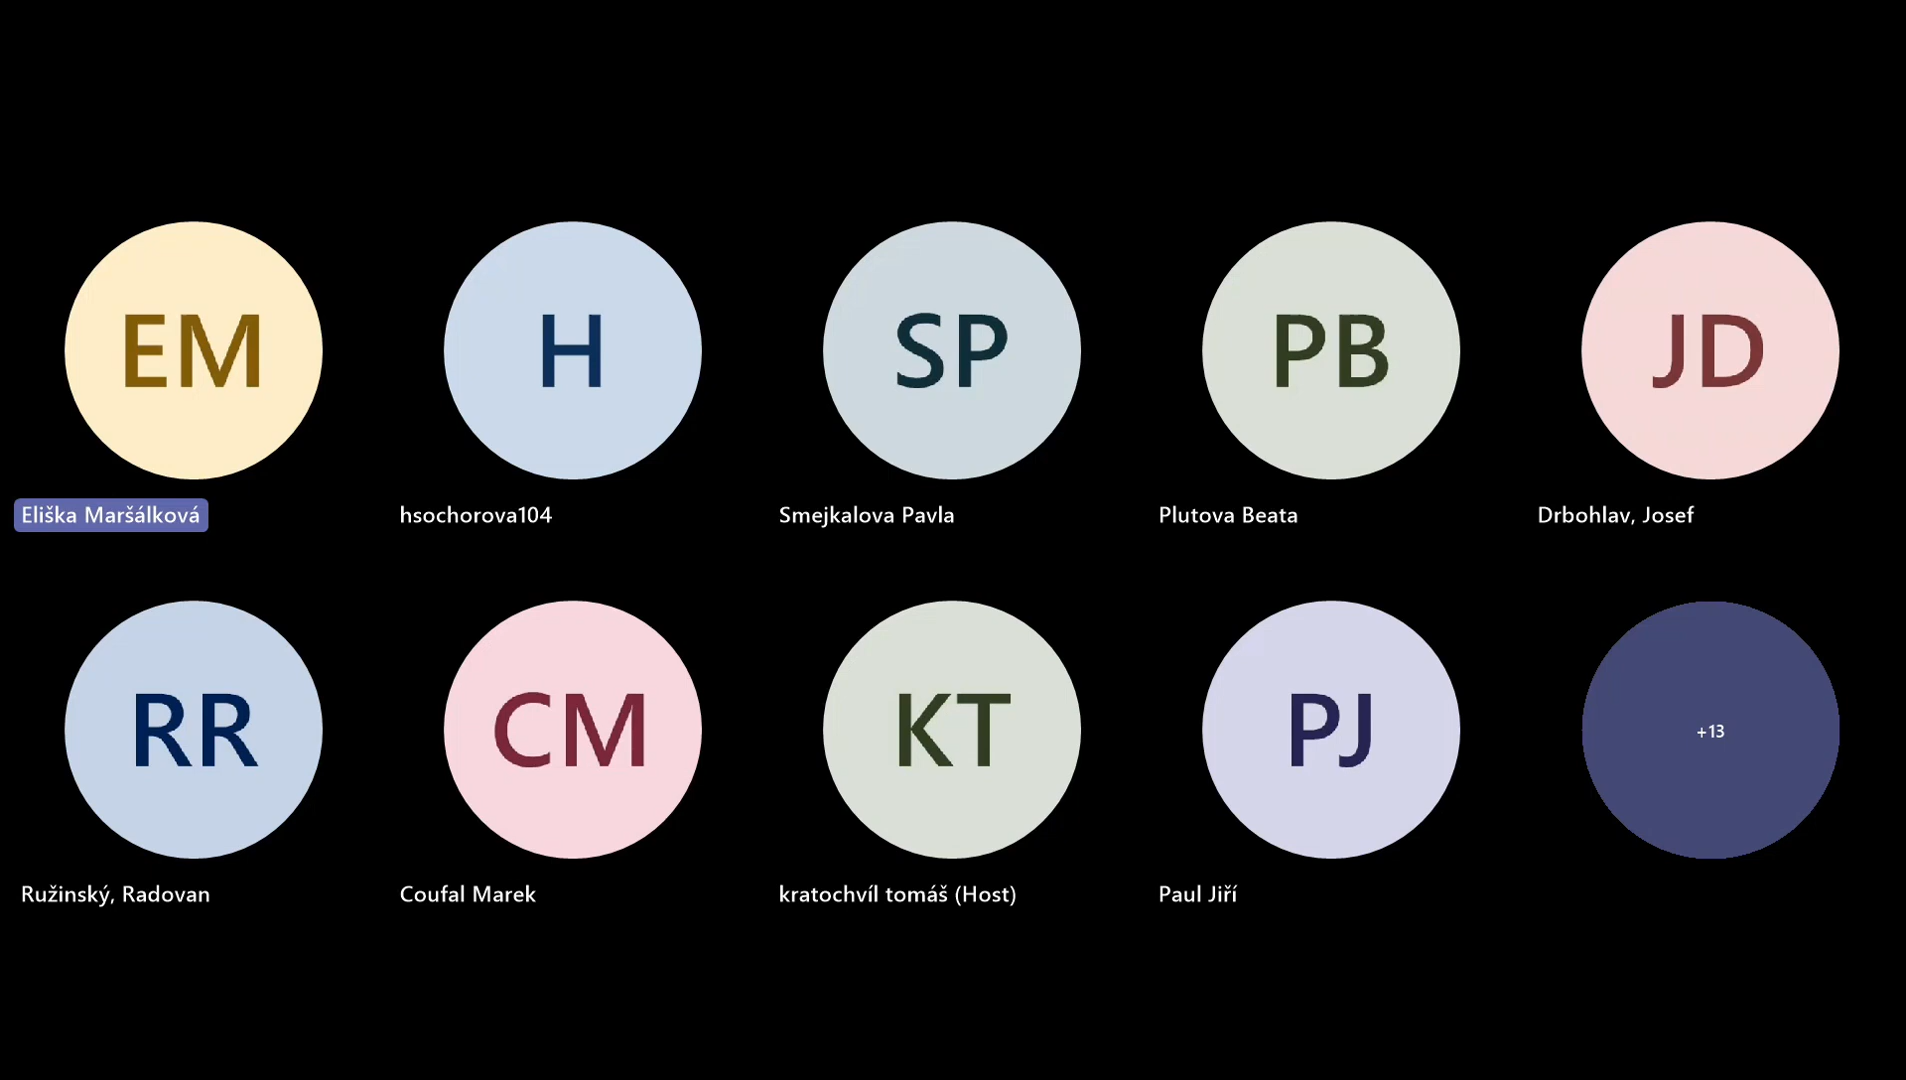 EM
H
SP
PB
JD
Eliška Maršálková
hsochorova104
Smejkalova Pavla
Plutova Beata
Drbohlav, Josef
RR
CM
KT
PJ
+13
Ružinský, Radovan
Coufal Marek
kratochvíl tomáš (Host)
Paul Jiří